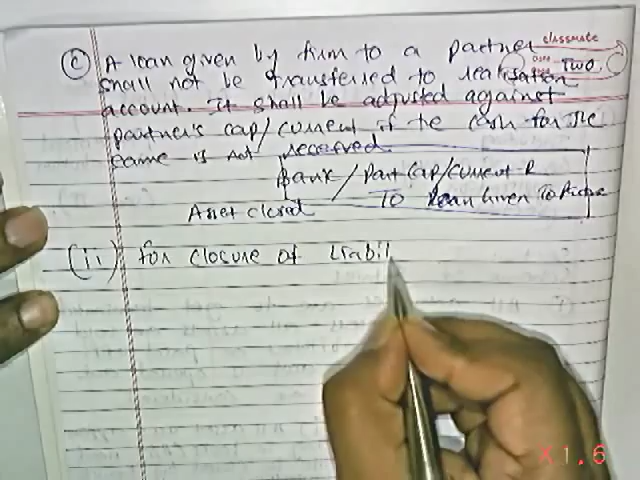 classmate
TWO
(c) A loan given by firm to a partner
shall not be transferred to realisation
account. It shall be adjusted against
partner's cap/current if te cash for the
same is not received.
Bank / Part cap/current
To Loan Given To
Asset closed
(ii) for closure of Liabil
X1.6